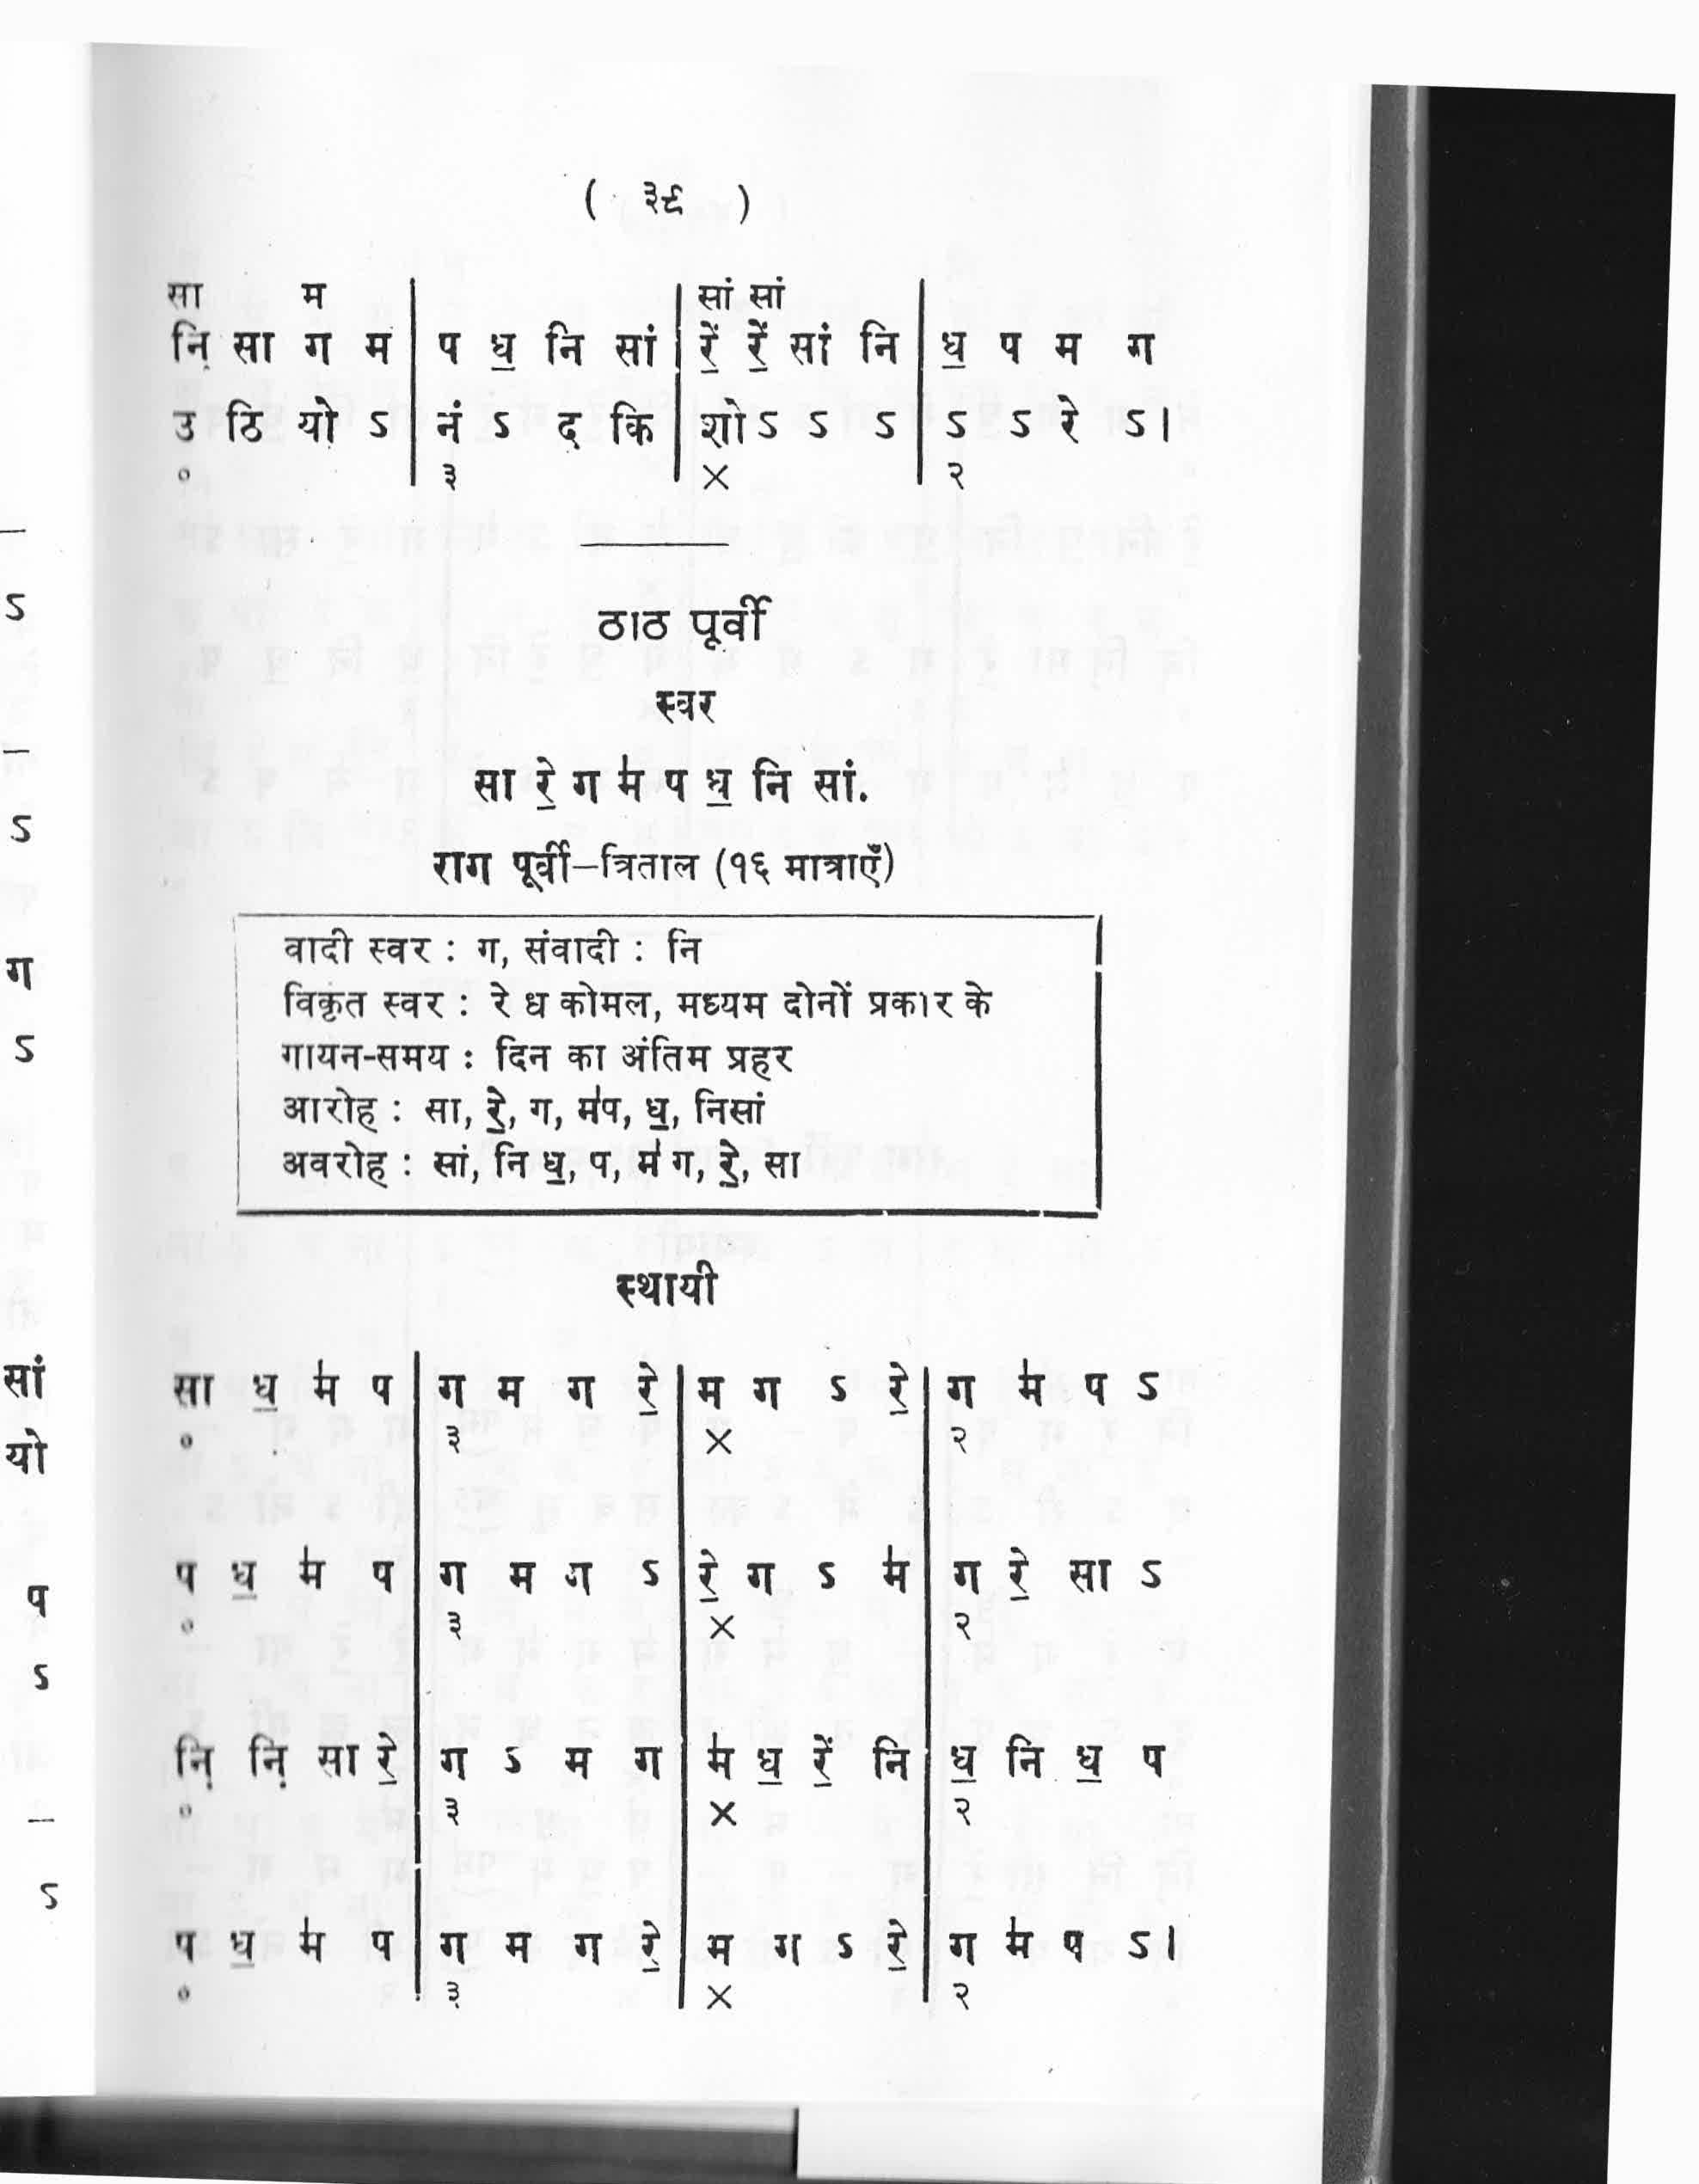 ( ३९ )
सा म सां सां
नि़ सा ग म | प ध॒ नि सां | रें॒ रें॒ सां नि | ध॒ प म ग
उ ठि यो ऽ | नं ऽ द कि | शो ऽ ऽ ऽ | ऽ ऽ रे ऽ।
० ३ × २
ठाठ पूर्वी
स्वर
सा रे॒ ग म॑ प ध॒ नि सां.
राग पूर्वी–त्रिताल (१६ मात्राएँ)
वादी स्वर : ग, संवादी : नि
विकृत स्वर : रे ध कोमल, मध्यम दोनों प्रकार के
गायन-समय : दिन का अंतिम प्रहर
आरोह : सा, रे॒, ग, म॑प, ध॒, निसां
अवरोह : सां, नि ध॒, प, म॑ ग, रे॒, सा
स्थायी
सा ध॒ म॑ प | ग म ग रे॒ | म ग ऽ रे॒ | ग म॑ प ऽ
० ३ × २
प ध॒ म॑ प | ग म ग ऽ | रे॒ ग ऽ म॑ | ग रे॒ सा ऽ
० ३ × २
नि़ नि़ सा रे॒ | ग ऽ म ग | म॑ ध॒ रें॒ नि | ध॒ नि ध॒ प
० ३ × २
प ध॒ म॑ प | ग म ग रे॒ | म ग ऽ रे॒ | ग म॑ प ऽ।
० ३ × २
ऽ
ऽ
ग
ऽ
सां
यो
प
ऽ
ऽ